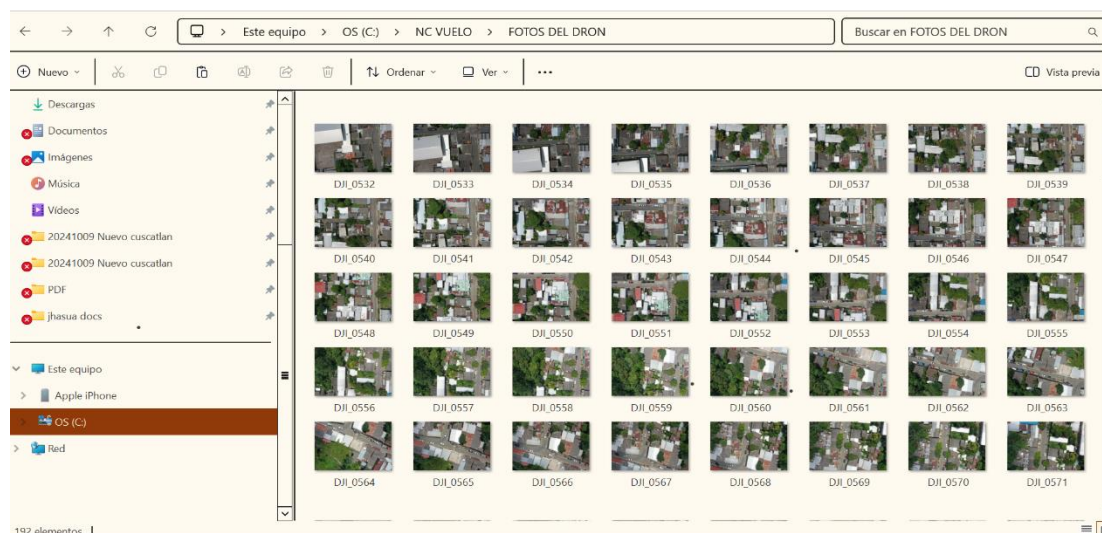 Este equipo > OS (C:) > NC VUELO > FOTOS DEL DRON
Buscar en FOTOS DEL DRON
Nuevo
Ordenar
Ver
Vista previa
Descargas
Documentos
Imágenes
Música
Vídeos
20241009 Nuevo cuscatlan
20241009 Nuevo cuscatlan
PDF
jhasua docs
Este equipo
Apple iPhone
OS (C:)
Red
DJI_0532 DJI_0533 DJI_0534 DJI_0535 DJI_0536 DJI_0537 DJI_0538 DJI_0539
DJI_0540 DJI_0541 DJI_0542 DJI_0543 DJI_0544 DJI_0545 DJI_0546 DJI_0547
DJI_0548 DJI_0549 DJI_0550 DJI_0551 DJI_0552 DJI_0553 DJI_0554 DJI_0555
DJI_0556 DJI_0557 DJI_0558 DJI_0559 DJI_0560 DJI_0561 DJI_0562 DJI_0563
DJI_0564 DJI_0565 DJI_0566 DJI_0567 DJI_0568 DJI_0569 DJI_0570 DJI_0571
192 elementos